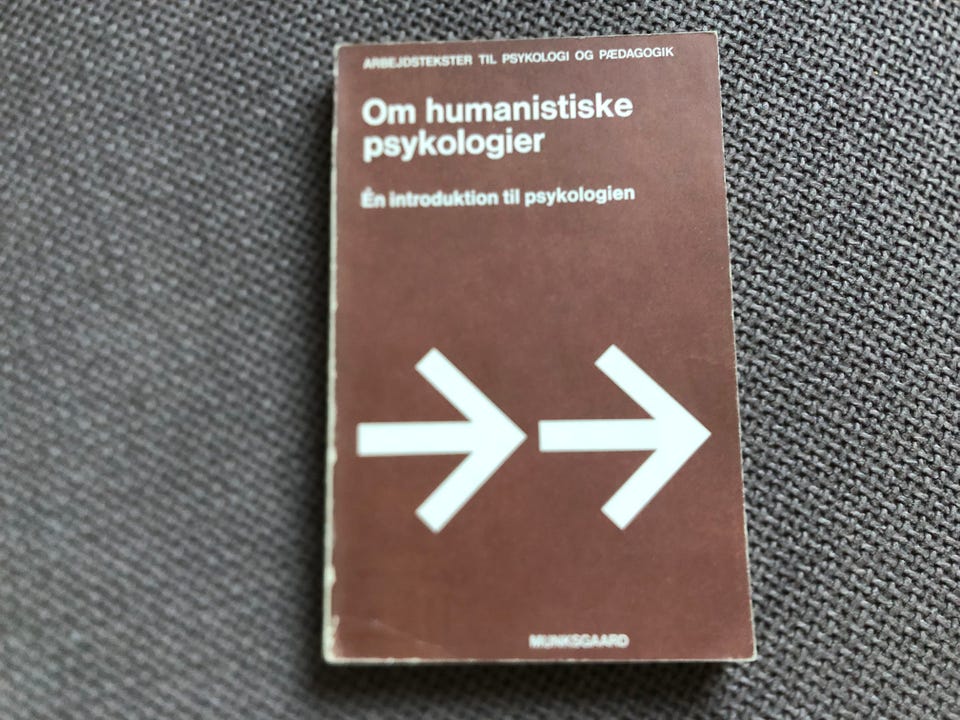 ARBEJDSTEKSTER TIL PSYKOLOGI OG PÆDAGOGIK
Om humanistiske
psykologier
Én introduktion til psykologien
MUNKSGAARD